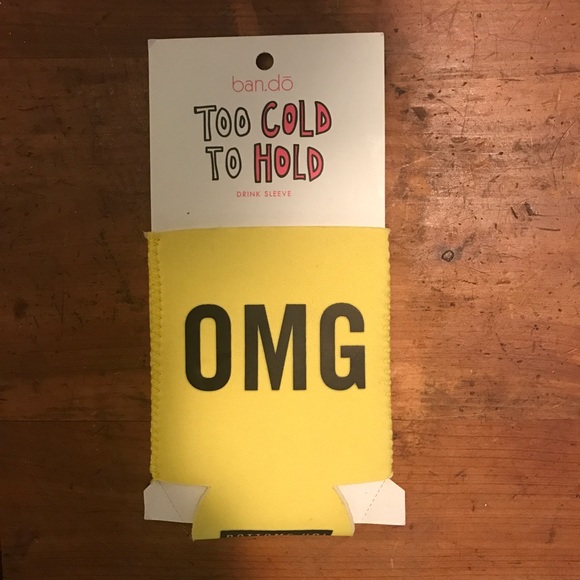 ban.dō
TOO COLD
TO HOLD
DRINK SLEEVE
OMG